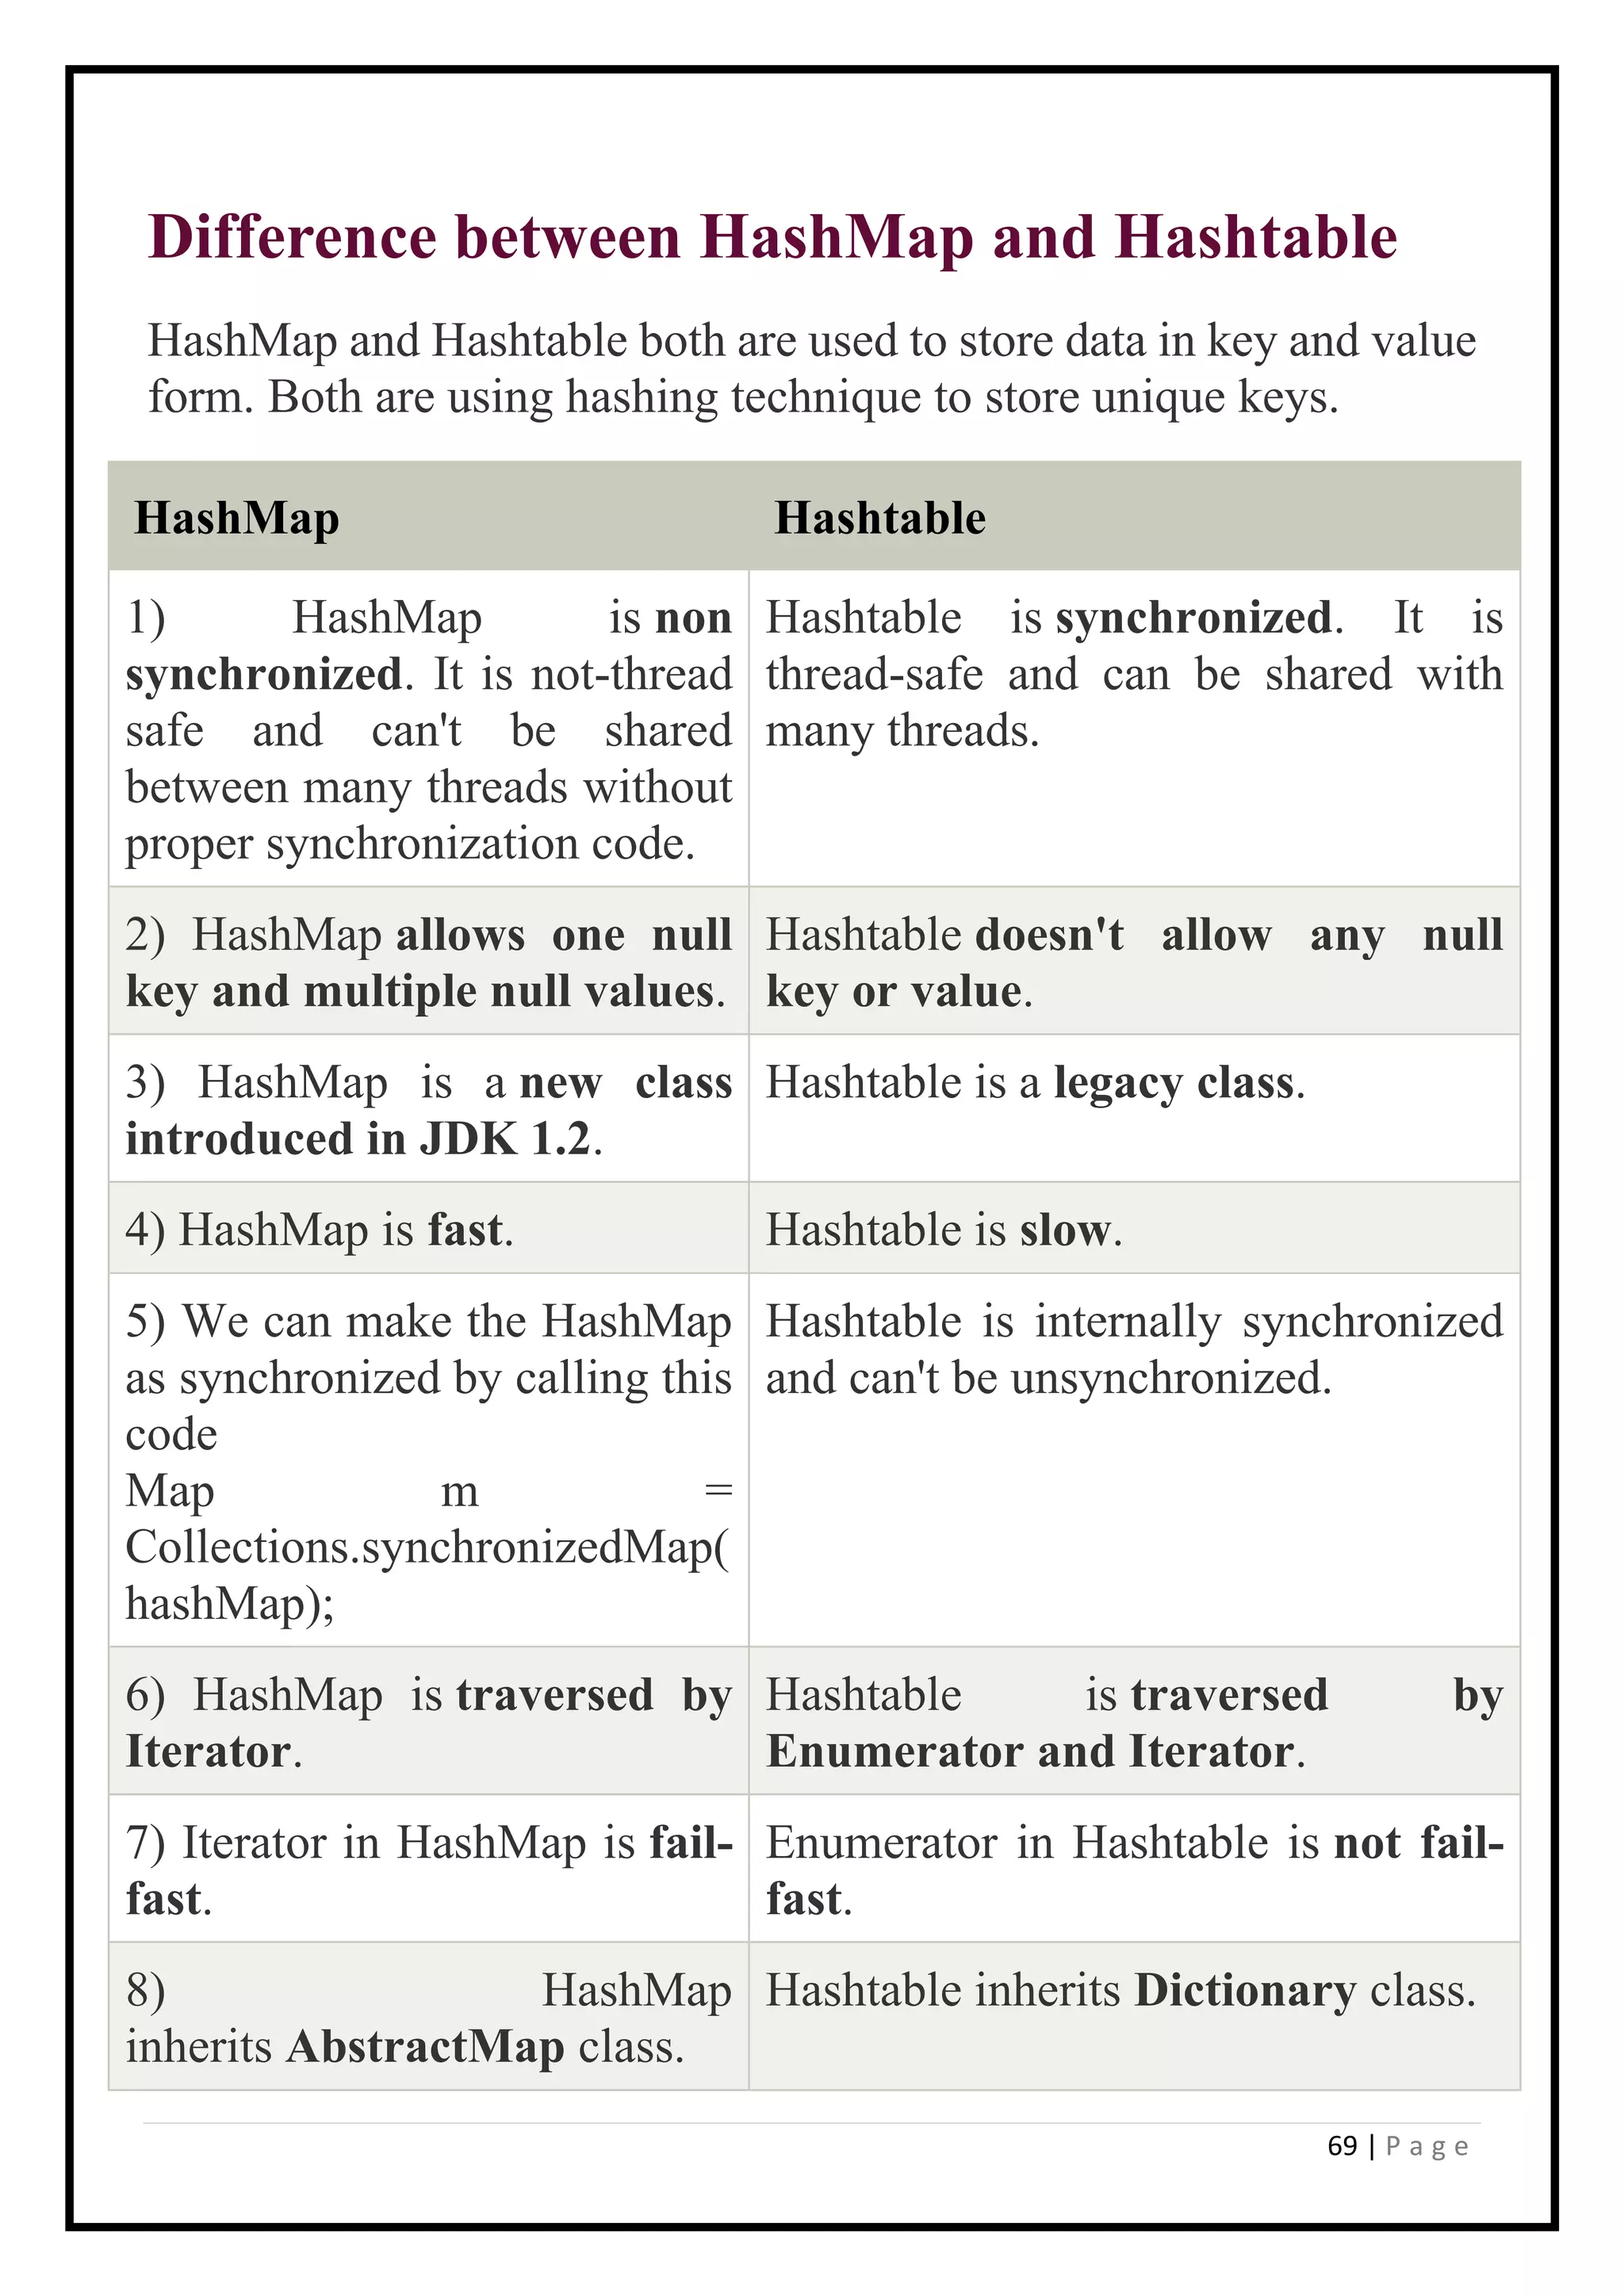 Difference between HashMap and Hashtable
HashMap and Hashtable both are used to store data in key and value
form. Both are using hashing technique to store unique keys.
HashMap
Hashtable
1) HashMap is non
synchronized. It is not-thread
safe and can't be shared
between many threads without
proper synchronization code.
Hashtable is synchronized. It is
thread-safe and can be shared with
many threads.
2) HashMap allows one null
key and multiple null values.
Hashtable doesn't allow any null
key or value.
3) HashMap is a new class
introduced in JDK 1.2.
Hashtable is a legacy class.
4) HashMap is fast.
Hashtable is slow.
5) We can make the HashMap
as synchronized by calling this
code
Map m =
Collections.synchronizedMap(
hashMap);
Hashtable is internally synchronized
and can't be unsynchronized.
6) HashMap is traversed by
Iterator.
Hashtable is traversed by
Enumerator and Iterator.
7) Iterator in HashMap is fail-
fast.
Enumerator in Hashtable is not fail-
fast.
8) HashMap
inherits AbstractMap class.
Hashtable inherits Dictionary class.
69 | P a g e